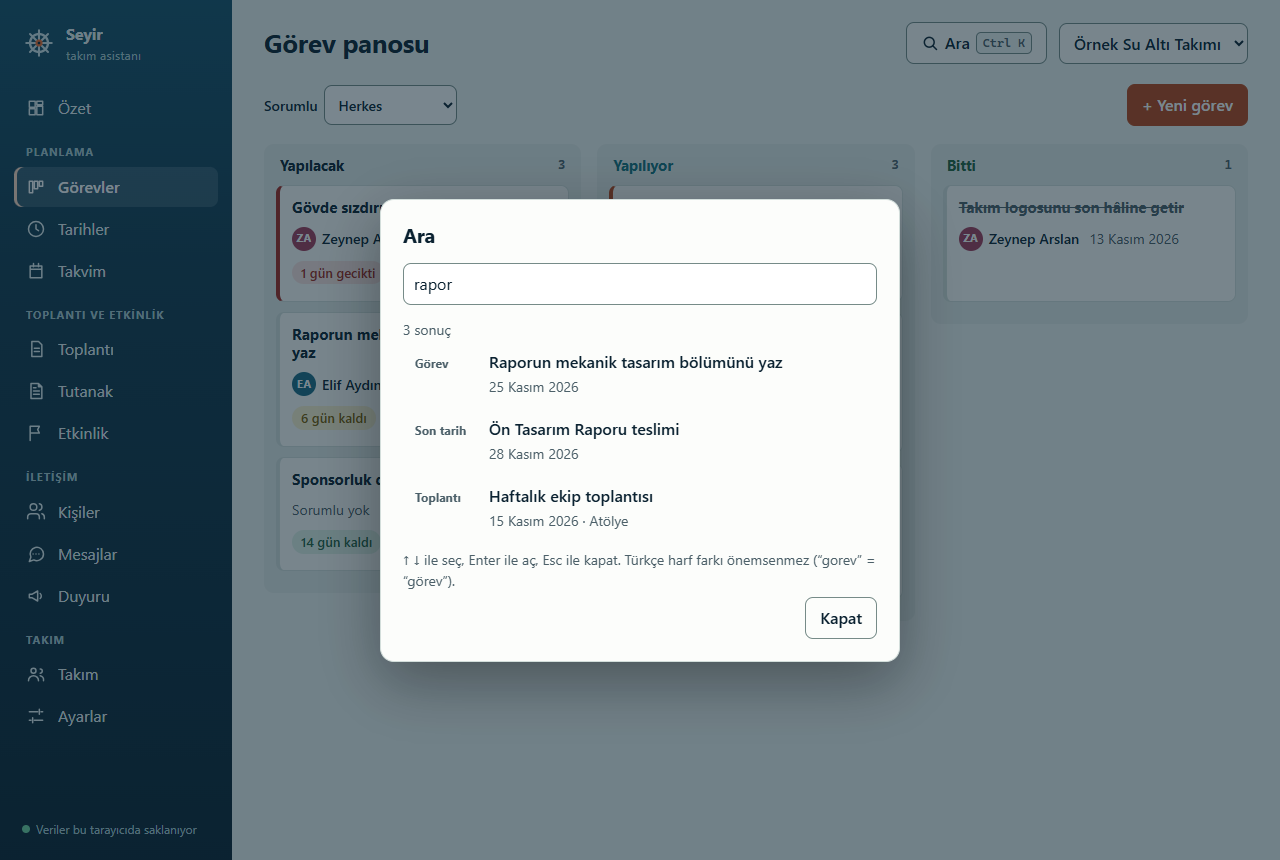 Seyir
takım asistanı
Özet
PLANLAMA
Görevler
Tarihler
Takvim
TOPLANTI VE ETKİNLİK
Toplantı
Tutanak
Etkinlik
İLETİŞİM
Kişiler
Mesajlar
Duyuru
TAKIM
Takım
Ayarlar
Veriler bu tarayıcıda saklanıyor
Görev panosu
Ara Ctrl K
Örnek Su Altı Takımı
Sorumlu Herkes
+ Yeni görev
Yapılacak 3
Gövde
ZA Zeynep
1 gün gecikti
Raporun
yaz
EA Elif Aydın
6 gün kaldı
Sponsorluk
Sorumlu yok
14 gün kaldı
Yapılıyor 3
Bitti 1
Takım logosunu son hâline getir
ZA Zeynep Arslan 13 Kasım 2026
Ara
rapor
3 sonuç
Görev Raporun mekanik tasarım bölümünü yaz
25 Kasım 2026
Son tarih Ön Tasarım Raporu teslimi
28 Kasım 2026
Toplantı Haftalık ekip toplantısı
15 Kasım 2026 · Atölye
↑ ↓ ile seç, Enter ile aç, Esc ile kapat. Türkçe harf farkı önemsenmez (“gorev” =
“görev”).
Kapat